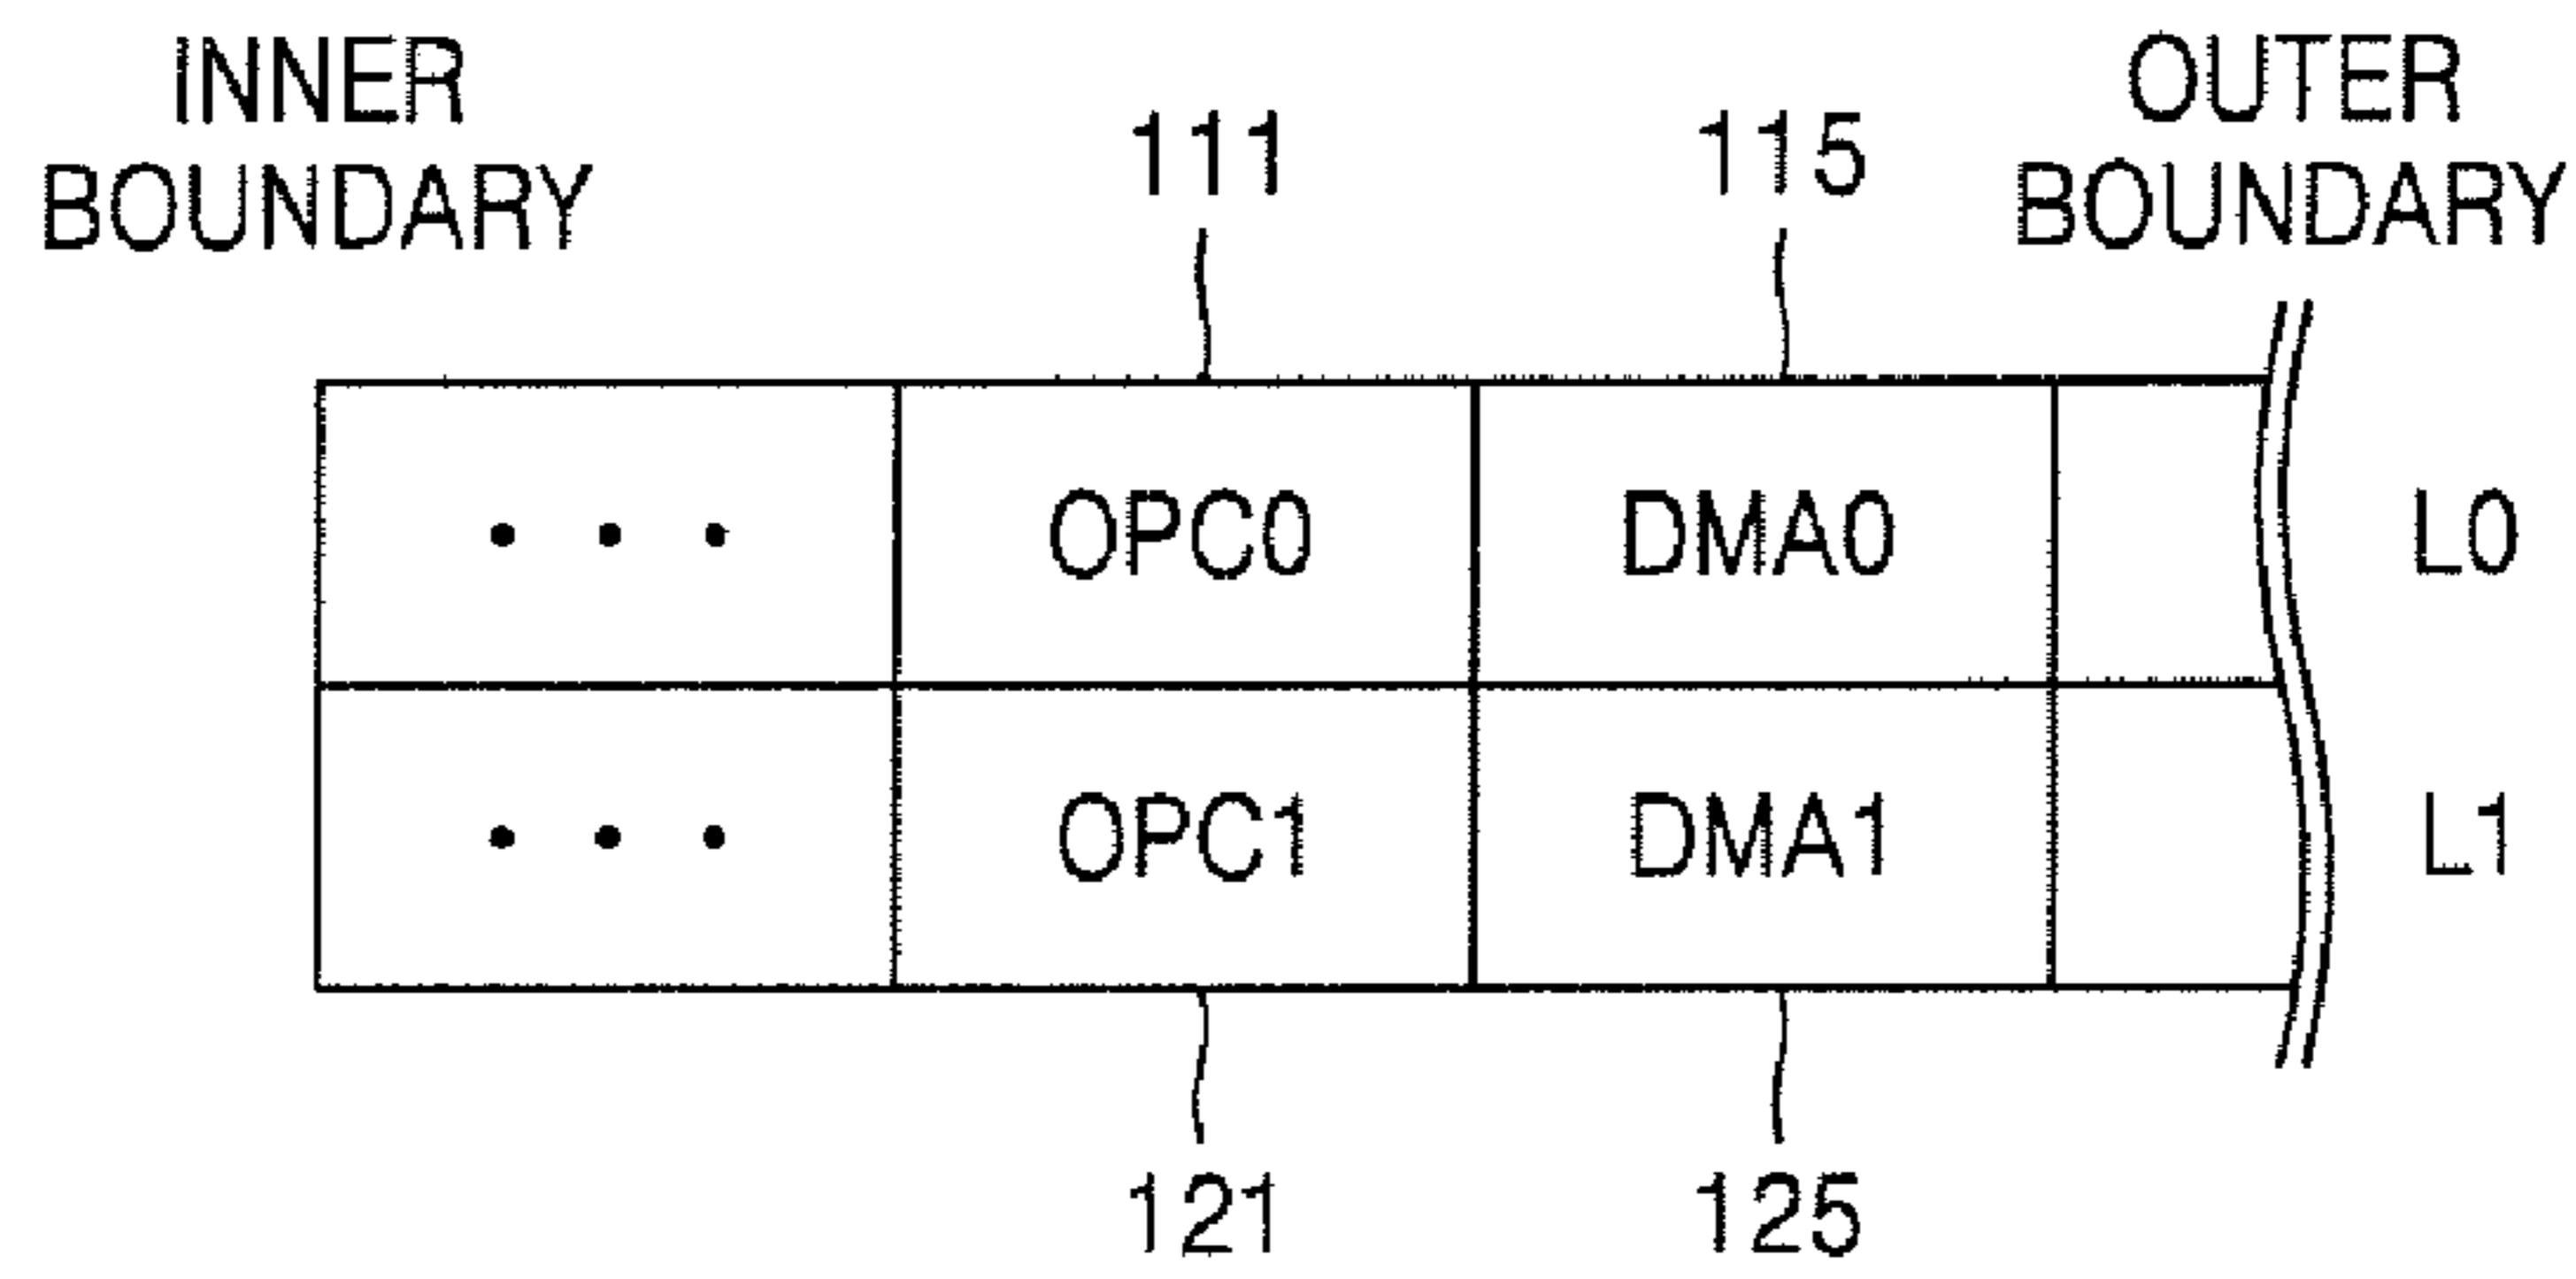 INNER
BOUNDARY
111
115
OUTER
BOUNDARY
• • •
OPC0
DMA0
L0
• • •
OPC1
DMA1
L1
121
125